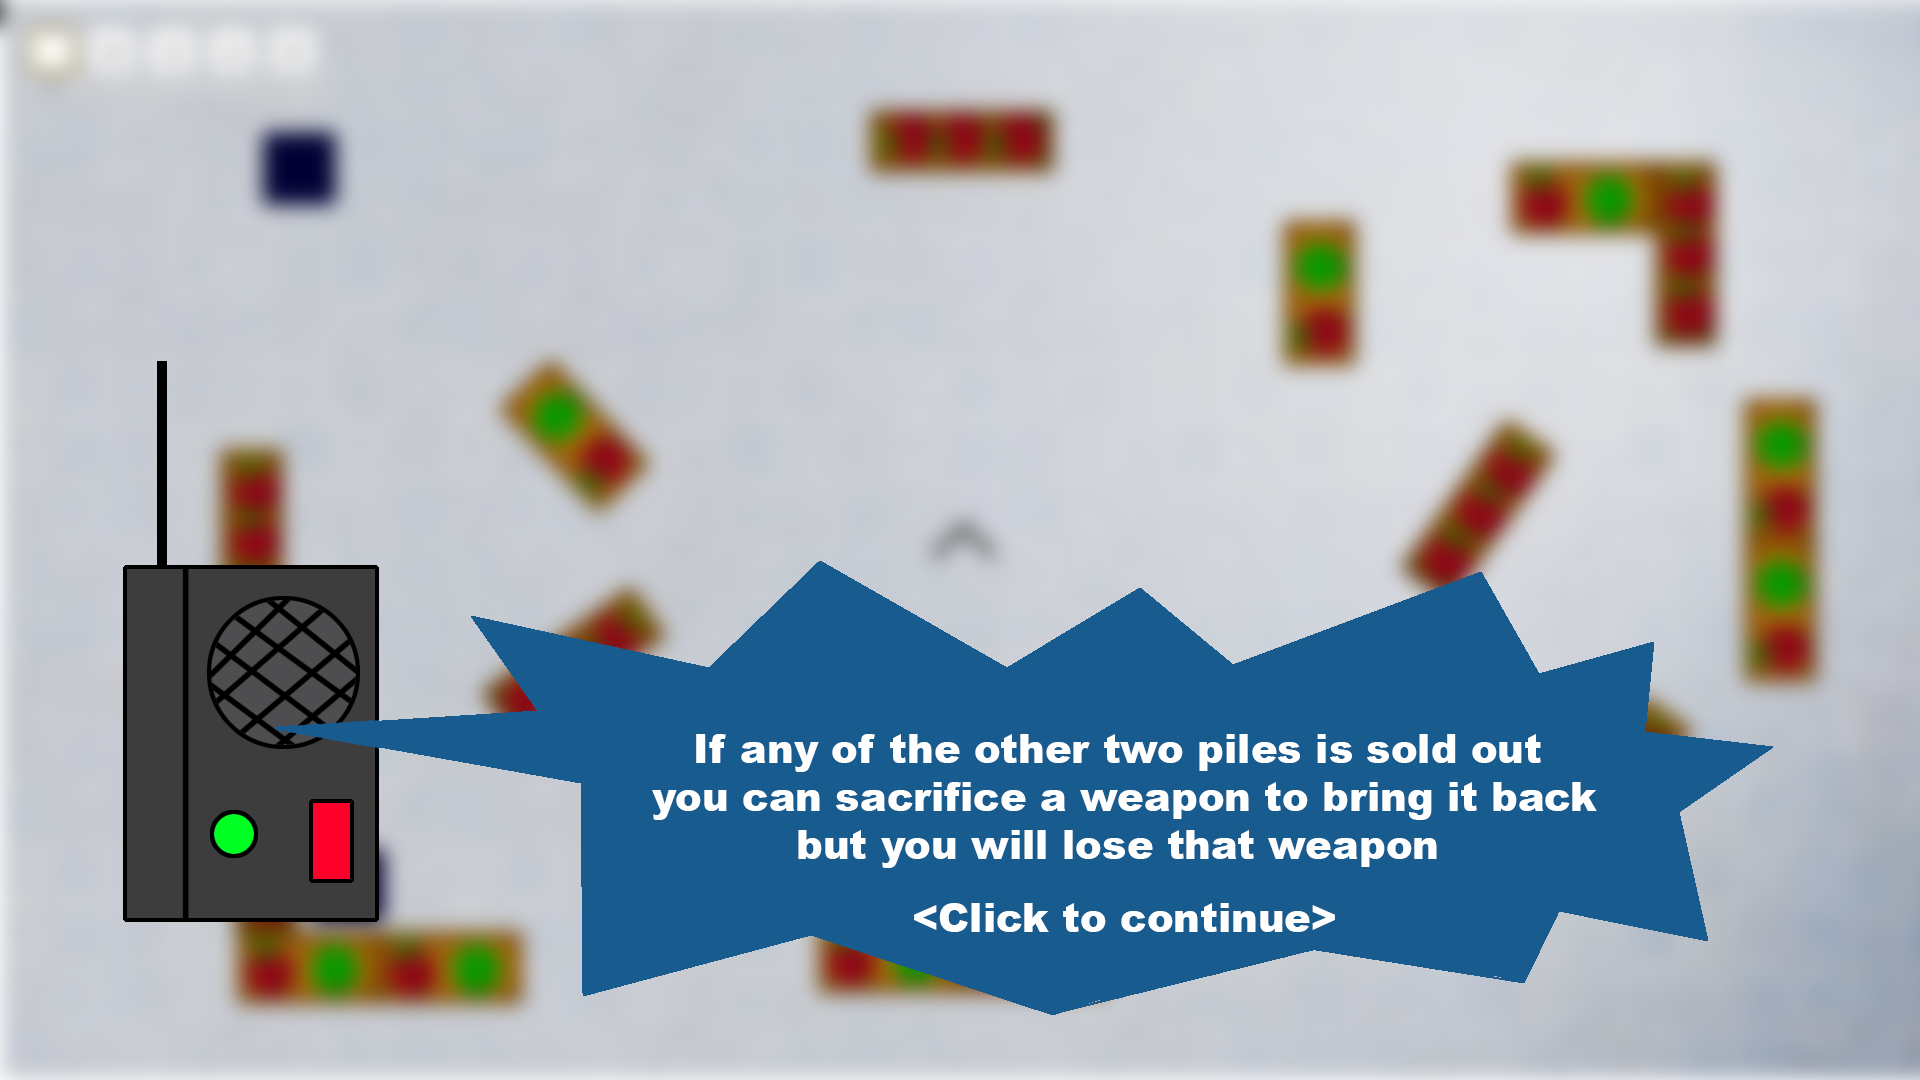 If any of the other two piles is sold out
you can sacrifice a weapon to bring it back
but you will lose that weapon
<Click to continue>